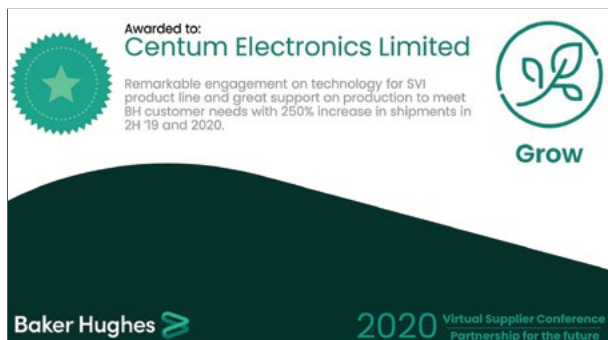 Awarded to:
Centum Electronics Limited
Remarkable engagement on technology for SVI
product line and great support on production to meet
BH customer needs with 250% increase in shipments in
2H '19 and 2020.
Grow
Baker Hughes
2020
Virtual Supplier Conference
Partnership for the future